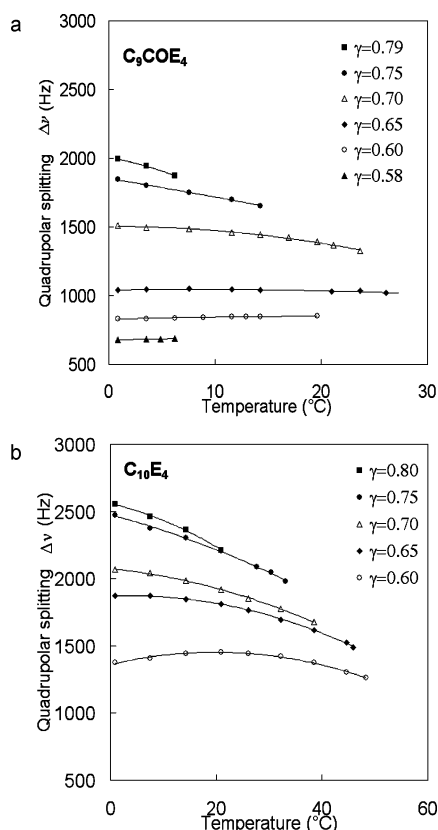 a
C₉COE₄
γ=0.79
γ=0.75
γ=0.70
γ=0.65
γ=0.60
γ=0.58
Quadrupolar splitting Δν (Hz)
3000
2500
2000
1500
1000
500
0
10
20
30
Temperature (°C)
b
C₁₀E₄
γ=0.80
γ=0.75
γ=0.70
γ=0.65
γ=0.60
Quadrupolar splitting Δν (Hz)
3000
2500
2000
1500
1000
500
0
20
40
60
Temperature (°C)